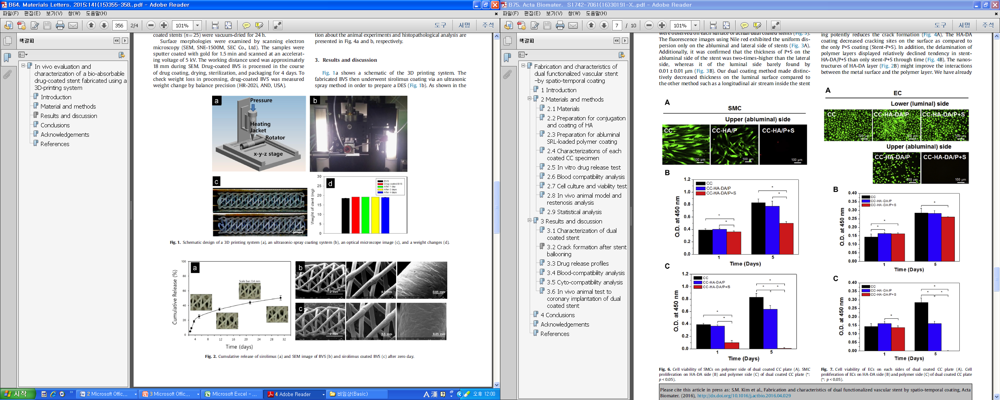 B64. Materials Letters. 2015;141(15)355-358..pdf - Adobe Reader
파일(F) 편집(E) 보기(V) 창(W) 도움말(H)
356 2/4 101% 도구 서명 주석
책갈피
In vivo evaluation and
characterization of a bio-absorbable
drug-coated stent fabricated using a
3D-printing system
Introduction
Material and methods
Results and discussion
Conclusions
Acknowledgements
References
coated stents (n=25) were vacuum-dried for 24 h.
Surface morphologies were examined by scanning electron
microscopy (SEM, SNE-1500M, SEC Co., Ltd). The samples were
sputter coated with gold for 1.5 min and scanned at an accelerat-
ing voltage of 5 kV. The working distance used was approximately
18 mm during SEM. Drug-coated BVS is processed in the course
of drug coating, drying, sterilization, and packaging for 4 days. To
check weight loss in processing, drug-coated BVS was measured
weight change by balance precision (HR-202i, AND, USA).
tion about the animal experiments and histopathological analysis are
presented in Fig. 4a and b, respectively.
3. Results and discussion
Fig. 1a shows a schematic of the 3D printing system. The
fabricated BVS then underwent sirolimus coating via an ultrasonic
spray method in order to prepare a DES (Fig. 1b). As shown in the
a
Pressure
Heating
Jacket
Rotator
x-y-z stage
b
c
2 mm
d
Weight of stent (mg)
30
25
20
15
10
5
0
BVS
Drug coated BVS
After 1 day
After 2 days
After 4 days
Fig. 1. Schematic design of a 3D printing system (a), an ultrasonic-spray coating system (b), an optical microscope image (c), and a weight changes (d).
a
Cumulative Release (%)
100
80
60
40
20
0
Scale bar: 0.4 mm
4 8 12 16 20 24 28 32
Time (days)
b
2 mm 0.5 mm 0.05 mm
c
2 mm 0.5 mm 0.05 mm
Fig. 2. Cumulative release of sirolimus (a) and SEM image of BVS (b) and sirolimus coated BVS (c) after zero day.
시작 2 Microsoft Offic... 3 Microsoft Offic... Microsoft Excel - ... 4 Adobe Reader 비임상(Basic) A 漢 오후 12:00
B75. Acta Biomater. S1742-7061(16)30191-X..pdf - Adobe Reader
파일(F) 편집(E) 보기(V) 창(W) 도움말(H)
7 / 10 101% 도구 서명 주석
책갈피
Fabrication and characteristics of
dual functionalized vascular stent
by spatio-temporal coating
1 Introduction
2 Materials and methods
2.1 Materials
2.2 Preparation for conjugation
and coating of HA
2.3 Preparation for abluminal
SRL-loaded polymer coating
2.4 Characterizations of each
coated CC specimen
2.5 In vitro drug release test
2.6 Blood compatibility analysis
2.7 Cell culture and viability test
2.8 In vivo animal model and
restenosis analysis
2.9 Statistical analysis
3 Results and discussion
3.1 Characterization of dual
coated stent
3.2 Crack formation after stent
ballooning
3.3 Drug release profiles
3.4 Blood-compatibility analysis
3.5 Cyto-compatibility analysis
3.6 In vivo animal test to
coronary implantation of dual
coated stent
4 Conclusions
Acknowledgements
References
were observed on each surface of actual dual coated stents (Fig. 3).
The fluorescence images using Nile red exhibited the uniform dis-
persion only on the abluminal and lateral side of stents (Fig. 3A).
Additionally, it was confirmed that the thickness of P+S on the
abluminal side of the stent was two-times-higher than the lateral
side, whereas it of the luminal side barely found by
0.01 ± 0.01 μm (Fig. 3B). Our dual coating method made distinc-
tively decreased thickness on the luminal surface compared to
the other method such as a longitudinal air stream inside the stent
ing potently reduces the crack formation (Fig. 4A). The HA-DA
coating decreased cracking sites on the surface as compared to
the only P+S coating (Stent-P+S). In addition, the delamination of
polymer layers displayed relatively declined tendency in stent-
HA-DA/P+S than only stent-P+S through time (Fig. 4B). The nanos-
tructures of HA-DA layer (Fig. 2B) might improve the interactions
between the metal surface and the polymer layer. We have already
A
SMC
Upper (abluminal) side
CC CC-HA/P CC-HA/P+S
100 μm 100 μm 100 μm
B
O.D. at 450 nm
1.2
1.0
0.8
0.6
0.4
0.2
0.0
CC
CC-HA-DA/P
CC-HA-DA/P+S
* * * *
1 5
Time (Days)
C
O.D. at 450 nm
1.2
1.0
0.8
0.6
0.4
0.2
0.0
CC
CC-HA-DA/P
CC-HA-DA/P+S
* * * * *
1 5
Time (Days)
Fig. 6. Cell viability of SMCs on polymer side of dual coated CC plate (A). SMC
proliferation on HA-DA side (B) and polymer side (C) of dual coated CC plate (*:
p < 0.05).
A
EC
Lower (luminal) side
CC CC-HA-DA/P CC-HA-DA/P+S
100 μm 100 μm 100 μm
Upper (abluminal) side
CC-HA-DA/P CC-HA-DA/P+S
100 μm 100 μm
B
O.D. at 450 nm
0.40
0.35
0.30
0.25
0.20
0.15
0.10
0.05
0.00
CC
CC-HA-DA/P
CC-HA-DA/P+S
* * *
1 5
Time (Days)
C
O.D. at 450 nm
0.40
0.35
0.30
0.25
0.20
0.15
0.10
0.05
0.00
CC
CC-HA-DA/P
CC-HA-DA/P+S
* * * *
1 5
Time (Days)
Fig. 7. Cell viability of ECs on each sides of dual coated CC plate (A). Cell
proliferation of ECs on HA-DA side (B) and polymer side (C) of dual coated CC plate
(*: p < 0.05).
Please cite this article in press as: S.M. Kim et al., Fabrication and characteristics of dual functionalized vascular stent by spatio-temporal coating, Acta
Biomater. (2016), http://dx.doi.org/10.1016/j.actbio.2016.04.029